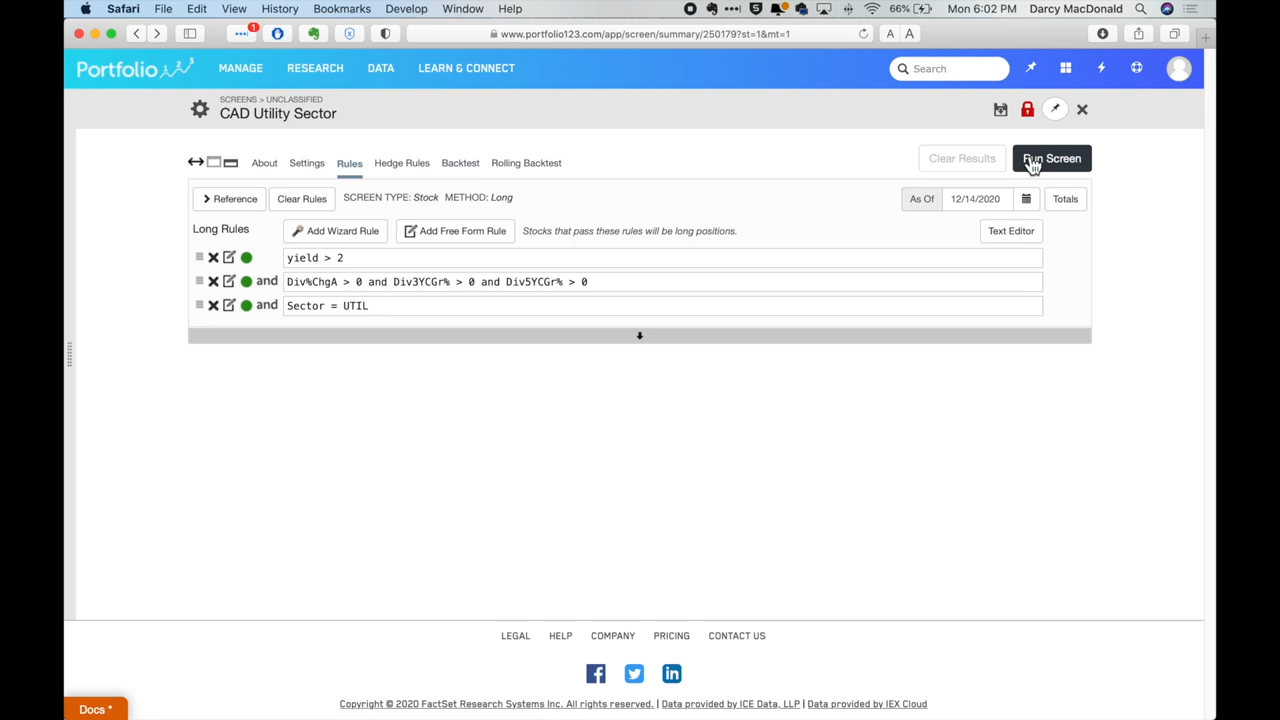 Safari File Edit View History Bookmarks Develop Window Help 66% Mon 6:02 PM Darcy MacDonald
1 www.portfolio123.com/app/screen/summary/250179?st=1&mt=1 A A
Portfolio123 MANAGE RESEARCH DATA LEARN & CONNECT Search
SCREENS > UNCLASSIFIED
CAD Utility Sector
About Settings Rules Hedge Rules Backtest Rolling Backtest Clear Results Run Screen
Reference Clear Rules SCREEN TYPE: Stock METHOD: Long As Of 12/14/2020 Totals
Long Rules Add Wizard Rule Add Free Form Rule Stocks that pass these rules will be long positions. Text Editor
yield > 2
and Div%ChgA > 0 and Div3YCGr% > 0 and Div5YCGr% > 0
and Sector = UTIL
LEGAL HELP COMPANY PRICING CONTACT US
Copyright © 2020 FactSet Research Systems Inc. All rights reserved. | Data provided by ICE Data, LLP | Data provided by IEX Cloud
Docs *